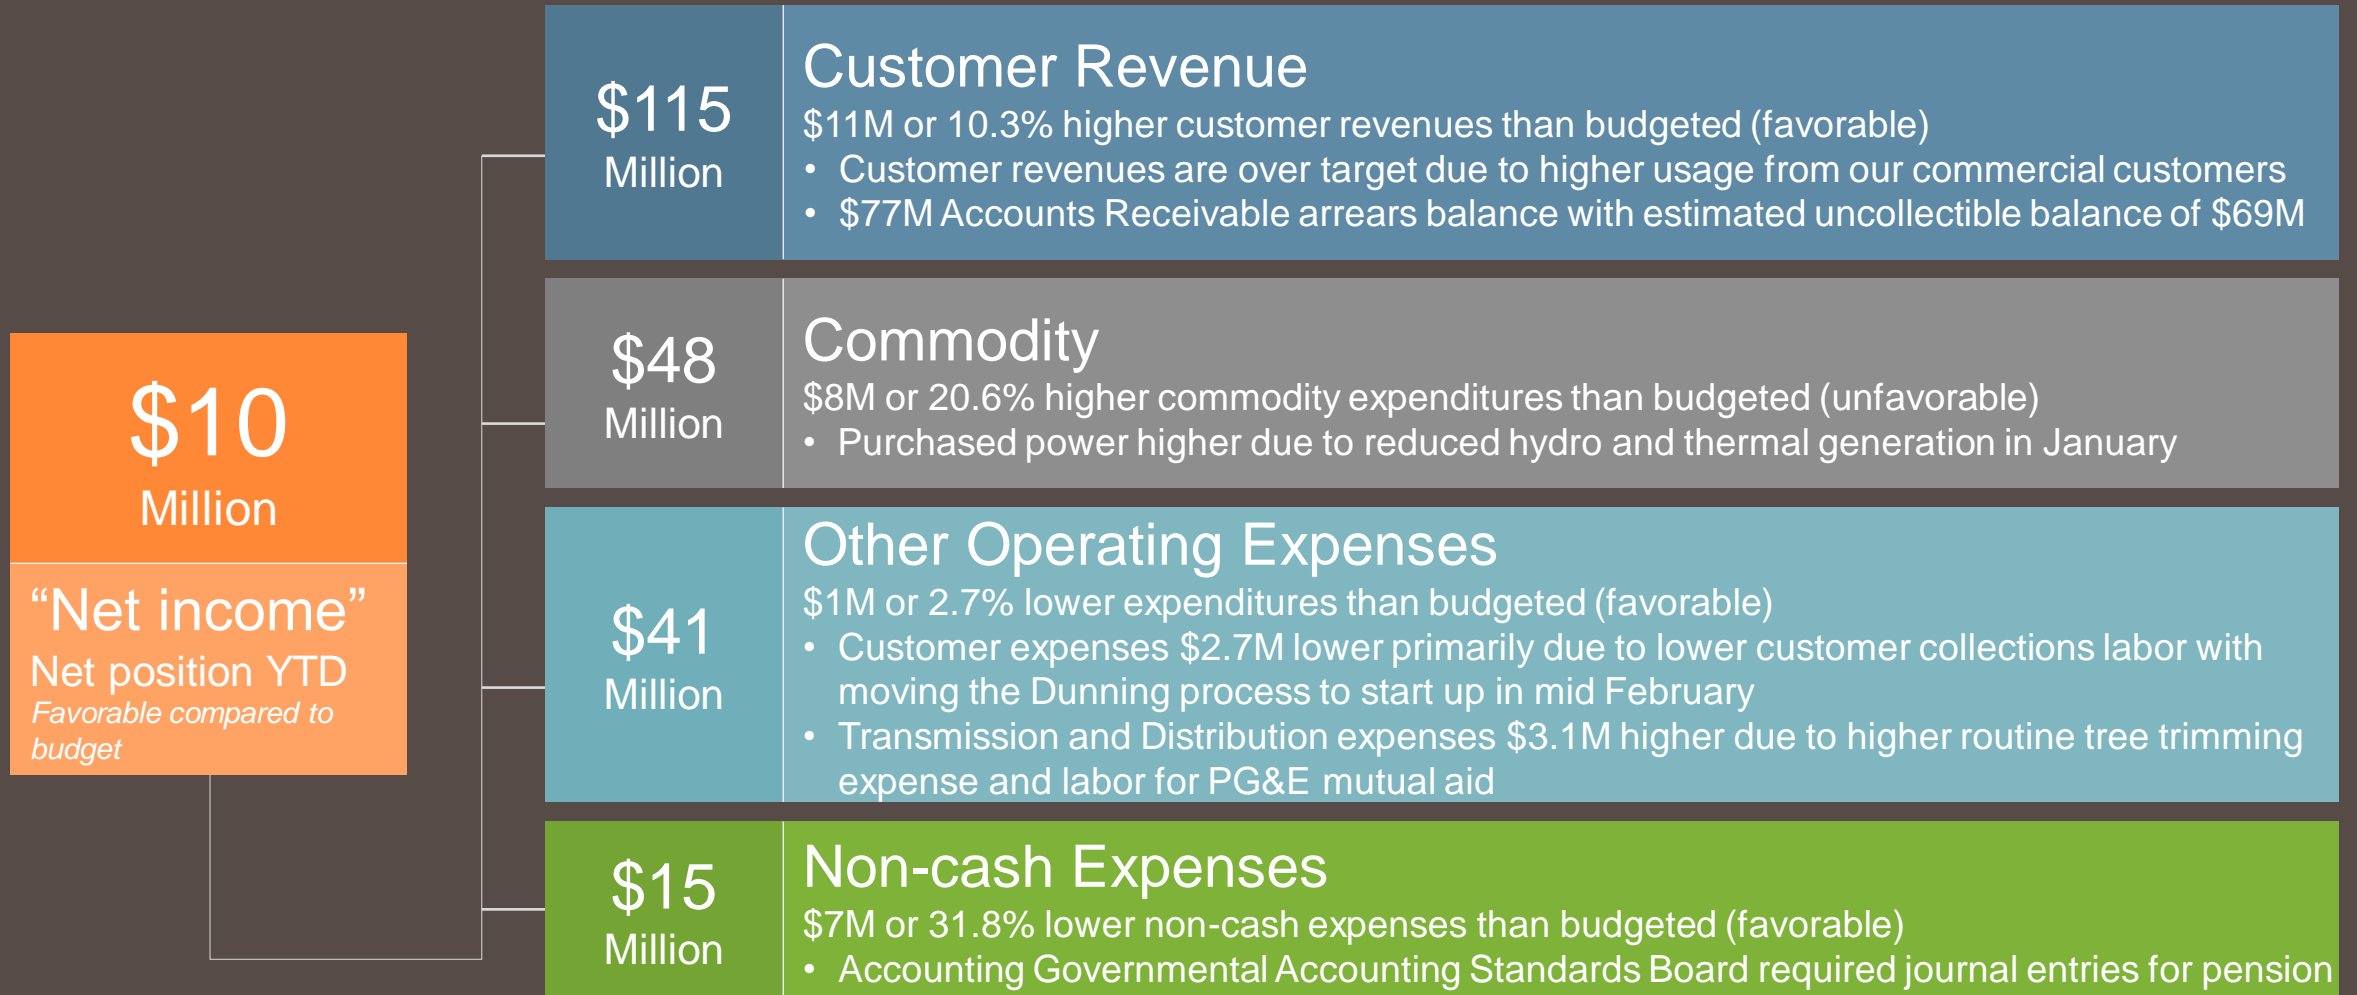 $10
Million
“Net income”
Net position YTD
Favorable compared to
budget
$115
Million
Customer Revenue
$11M or 10.3% higher customer revenues than budgeted (favorable)
• Customer revenues are over target due to higher usage from our commercial customers
• $77M Accounts Receivable arrears balance with estimated uncollectible balance of $69M
$48
Million
Commodity
$8M or 20.6% higher commodity expenditures than budgeted (unfavorable)
• Purchased power higher due to reduced hydro and thermal generation in January
$41
Million
Other Operating Expenses
$1M or 2.7% lower expenditures than budgeted (favorable)
• Customer expenses $2.7M lower primarily due to lower customer collections labor with
moving the Dunning process to start up in mid February
• Transmission and Distribution expenses $3.1M higher due to higher routine tree trimming
expense and labor for PG&E mutual aid
$15
Million
Non-cash Expenses
$7M or 31.8% lower non-cash expenses than budgeted (favorable)
• Accounting Governmental Accounting Standards Board required journal entries for pension